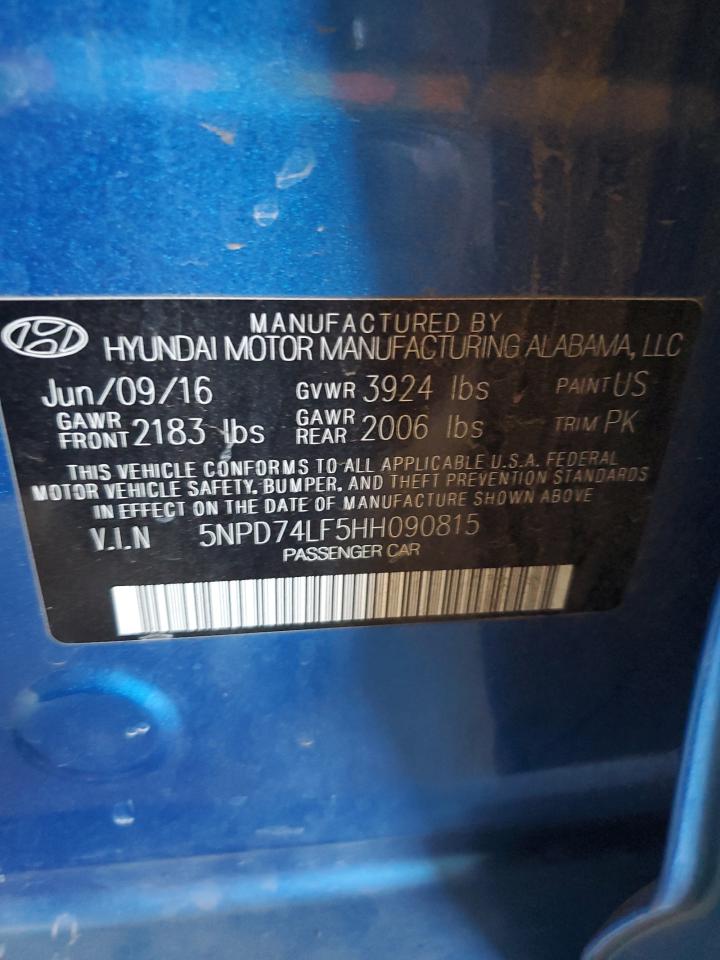 MANUFACTURED BY
HYUNDAI MOTOR MANUFACTURING ALABAMA, LLC
Jun/09/16 GVWR 3924 lbs PAINT US
GAWR FRONT 2183 lbs GAWR REAR 2006 lbs TRIM PK
THIS VEHICLE CONFORMS TO ALL APPLICABLE U.S.A. FEDERAL
MOTOR VEHICLE SAFETY, BUMPER, AND THEFT PREVENTION STANDARDS
IN EFFECT ON THE DATE OF MANUFACTURE SHOWN ABOVE
V.I.N 5NPD74LF5HH090815
PASSENGER CAR